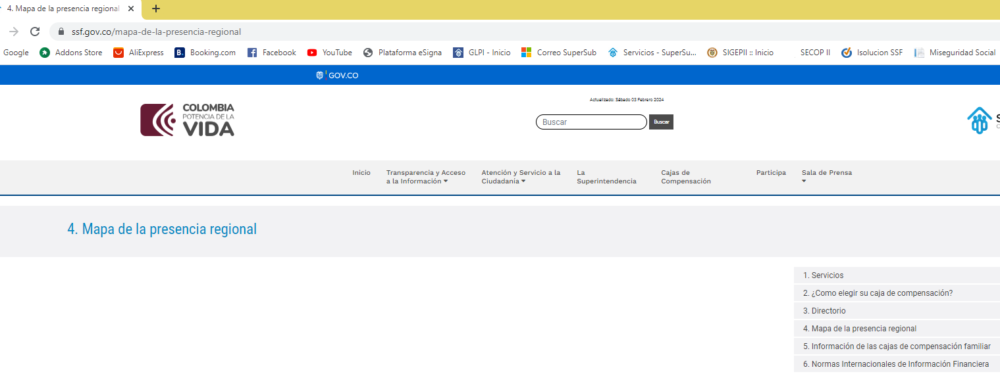 4. Mapa de la presencia regional
ssf.gov.co/mapa-de-la-presencia-regional
Google Addons Store AliExpress B. Booking.com Facebook YouTube Plataforma eSigna GLPI - Inicio Correo SuperSub Servicios - SuperSu... SIGEPII :: Inicio SECOP II Isolucion SSF Miseguridad Social
GOV.CO
Actualizado: Sábado 03 Febrero 2024
COLOMBIA
POTENCIA DE LA
VIDA
Buscar Buscar
S
C
Inicio
Transparencia y Acceso
a la Información
Atención y Servicio a la
Ciudadanía
La
Superintendencia
Cajas de
Compensación
Participa
Sala de Prensa
4. Mapa de la presencia regional
1. Servicios
2. ¿Como elegir su caja de compensación?
3. Directorio
4. Mapa de la presencia regional
5. Información de las cajas de compensación familiar
6. Normas Internacionales de Información Financiera